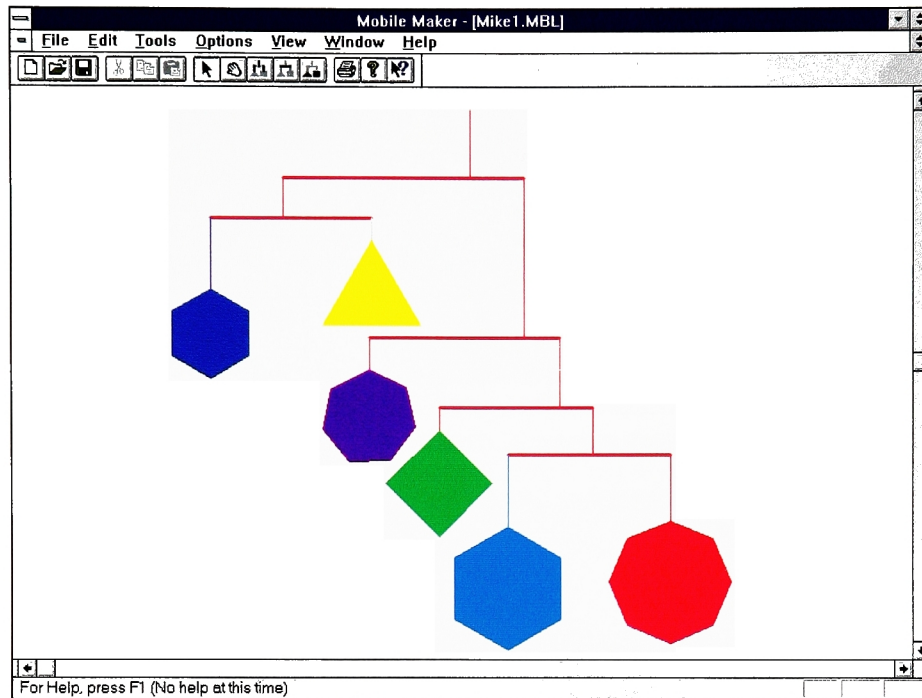 Mobile Maker - [Mike1.MBL]
File Edit Tools Options View Window Help
?
?
For Help, press F1 (No help at this time)